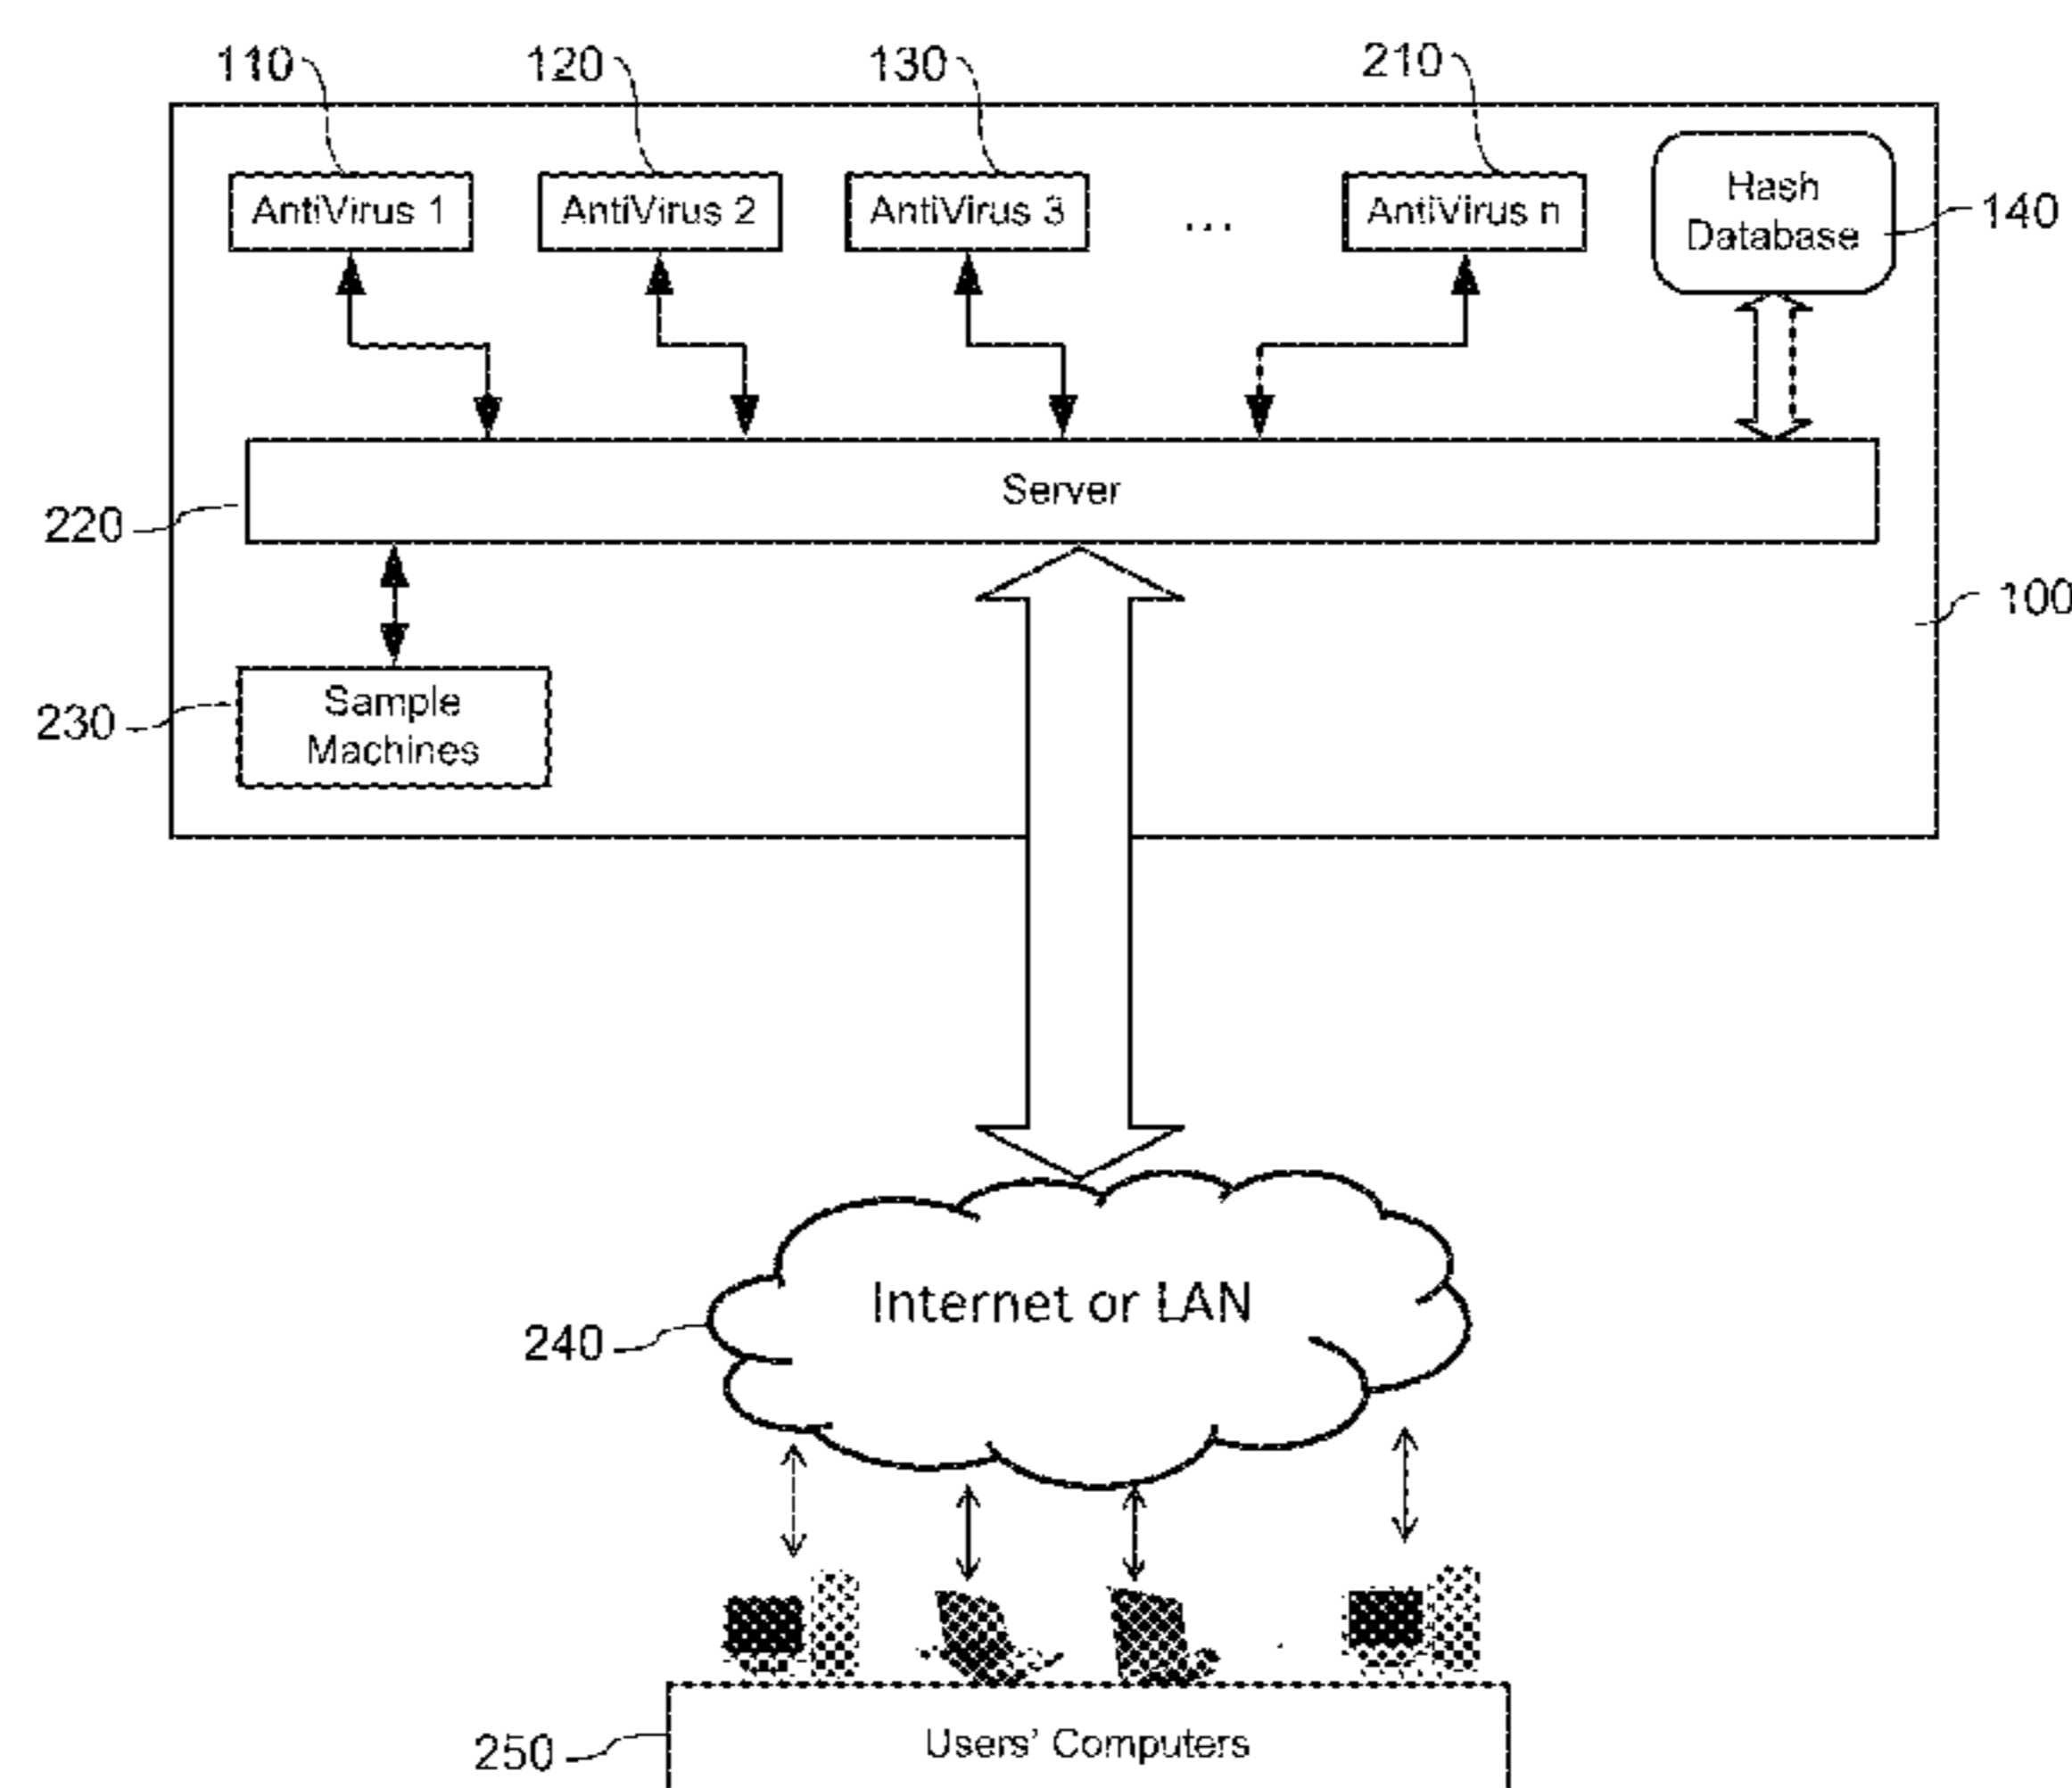 110
120
130
210
AntiVirus 1
AntiVirus 2
AntiVirus 3
...
AntiVirus n
Hash
Database
140
Server
220
100
Sample
Machines
230
Internet or LAN
240
Users' Computers
250